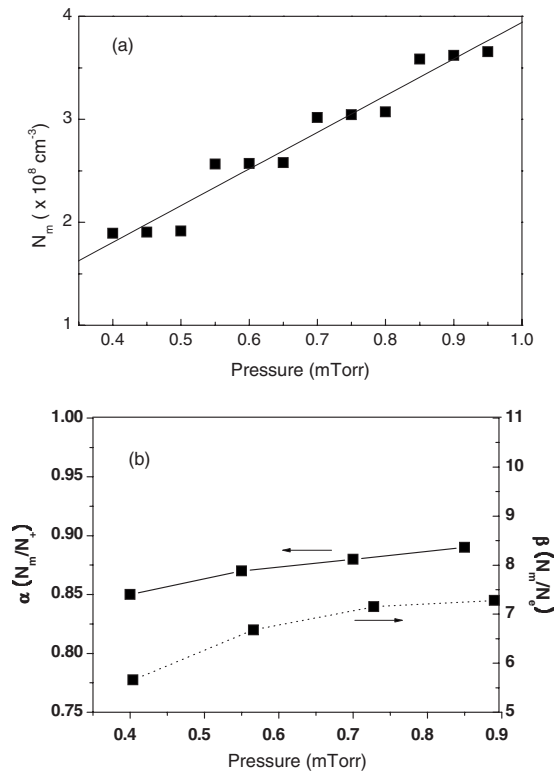 (a)
4
3
2
1
N_m ( x 10^8 cm^-3)
0.4 0.5 0.6 0.7 0.8 0.9 1.0
Pressure (mTorr)
(b)
1.00
0.95
0.90
0.85
0.80
0.75
α (N_m/N_+)
11
10
9
8
7
6
5
β (N_m/N_e)
0.4 0.5 0.6 0.7 0.8 0.9
Pressure (mTorr)